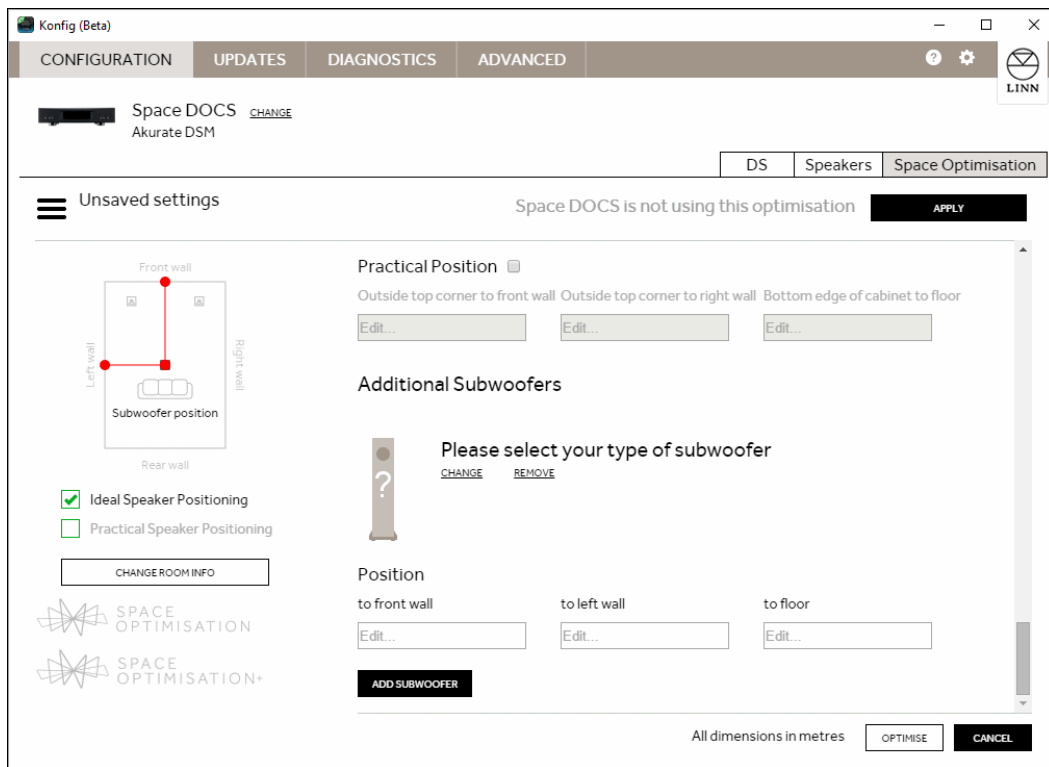 Konfig (Beta)
CONFIGURATION UPDATES DIAGNOSTICS ADVANCED
?
LINN
Space DOCS CHANGE
Akurate DSM
DS Speakers Space Optimisation
Unsaved settings
Space DOCS is not using this optimisation APPLY
Front wall
Left wall
Right wall
Subwoofer position
Rear wall
Ideal Speaker Positioning
Practical Speaker Positioning
CHANGE ROOM INFO
SPACE
OPTIMISATION
SPACE
OPTIMISATION+
Practical Position
Outside top corner to front wall Outside top corner to right wall Bottom edge of cabinet to floor
Edit... Edit... Edit...
Additional Subwoofers
?
Please select your type of subwoofer
CHANGE REMOVE
Position
to front wall to left wall to floor
Edit... Edit... Edit...
ADD SUBWOOFER
All dimensions in metres OPTIMISE CANCEL